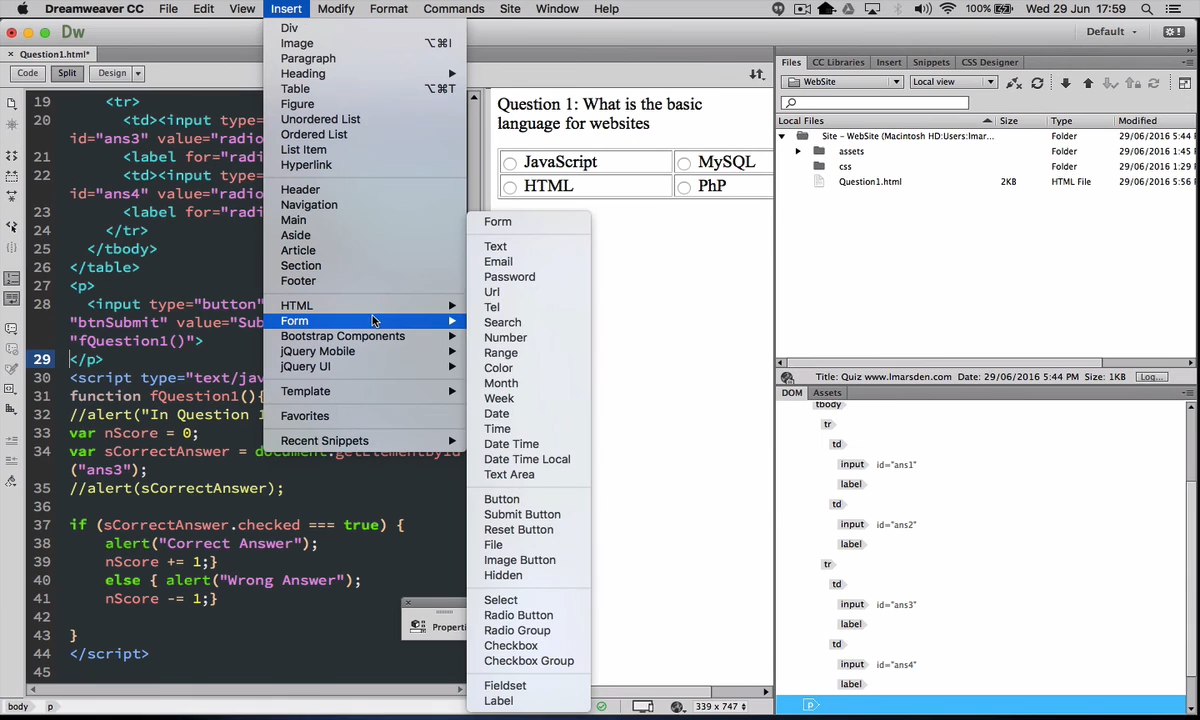 Dreamweaver CC File Edit View Insert Modify Format Commands Site Window Help 100% Wed 29 Jun 17:59
Dw Default
Question1.html*
Code Split Design
19 <tr>
20 <td><input type=
id="ans3" value="radio
21 <label for="radi
22 <td><input type=
id="ans4" value="radio
23 <label for="radi
24 </tr>
25 </tbody>
26 </table>
27 <p>
28 <input type="button"
"btnSubmit" value="Sub
"fQuestion1()">
29 </p>
30 <script type="text/jav
31 function fQuestion1(){
32 //alert("In Question 1
33 var nScore = 0;
34 var sCorrectAnswer = document.getElementById
("ans3");
35 //alert(sCorrectAnswer);
36
37 if (sCorrectAnswer.checked === true) {
38 alert("Correct Answer");
39 nScore += 1;}
40 else { alert("Wrong Answer");
41 nScore -= 1;}
42
43 }
44 </script>
45
body p
Div
Image ⌥⌘I
Paragraph
Heading
Table ⌥⌘T
Figure
Unordered List
Ordered List
List Item
Hyperlink
Header
Navigation
Main
Aside
Article
Section
Footer
HTML
Form
Bootstrap Components
jQuery Mobile
jQuery UI
Template
Favorites
Recent Snippets
Form
Text
Email
Password
Url
Tel
Search
Number
Range
Color
Month
Week
Date
Time
Date Time
Date Time Local
Text Area
Button
Submit Button
Reset Button
File
Image Button
Hidden
Select
Radio Button
Radio Group
Checkbox
Checkbox Group
Fieldset
Label
Properti
Question 1: What is the basic
language for websites
JavaScript MySQL
HTML PhP
339 x 747
Files CC Libraries Insert Snippets CSS Designer
WebSite Local view
Local Files Size Type Modified
Site - WebSite (Macintosh HD:Users:lmar... Folder 29/06/2016 5:44 P
assets Folder 29/06/2016 1:45 F
css Folder 29/06/2016 1:26 F
Question1.html 2KB HTML File 29/06/2016 5:56 F
Title: Quiz www.lmarsden.com Date: 29/06/2016 5:44 PM Size: 1KB Log...
DOM Assets
tbody
tr
td
input id="ans1"
label
td
input id="ans2"
label
tr
td
input id="ans3"
label
td
input id="ans4"
label
p